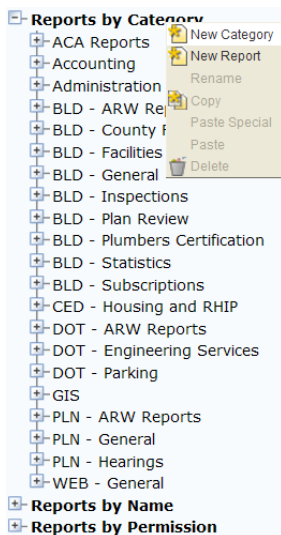 Reports by Category
New Category
ACA Reports
New Report
Accounting
Rename
Administration
Copy
BLD - ARW
Paste Special
BLD - County
Paste
BLD - Facilities
Delete
BLD - General
BLD - Inspections
BLD - Plan Review
BLD - Plumbers Certification
BLD - Statistics
BLD - Subscriptions
CED - Housing and RHIP
DOT - ARW Reports
DOT - Engineering Services
DOT - Parking
GIS
PLN - ARW Reports
PLN - General
PLN - Hearings
WEB - General
Reports by Name
Reports by Permission